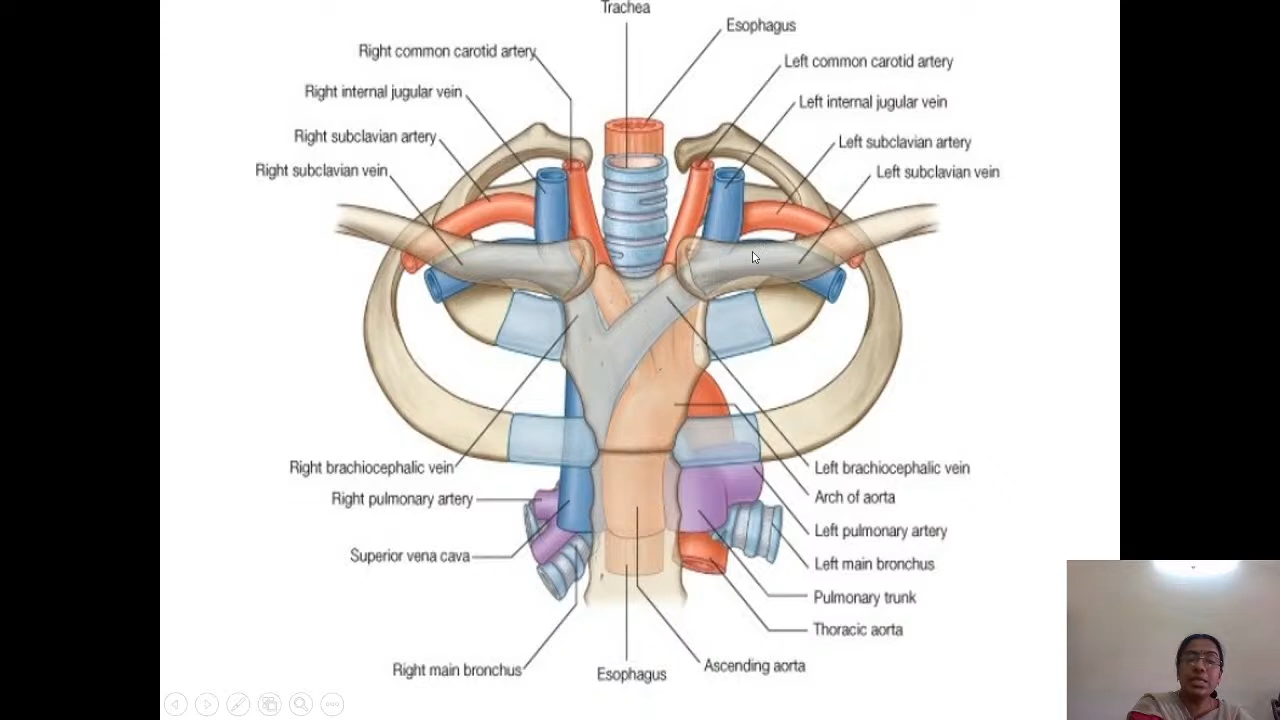 Trachea
Esophagus
Right common carotid artery
Left common carotid artery
Right internal jugular vein
Left internal jugular vein
Right subclavian artery
Left subclavian artery
Right subclavian vein
Left subclavian vein
Right brachiocephalic vein
Left brachiocephalic vein
Right pulmonary artery
Arch of aorta
Left pulmonary artery
Superior vena cava
Left main bronchus
Pulmonary trunk
Thoracic aorta
Right main bronchus
Esophagus
Ascending aorta